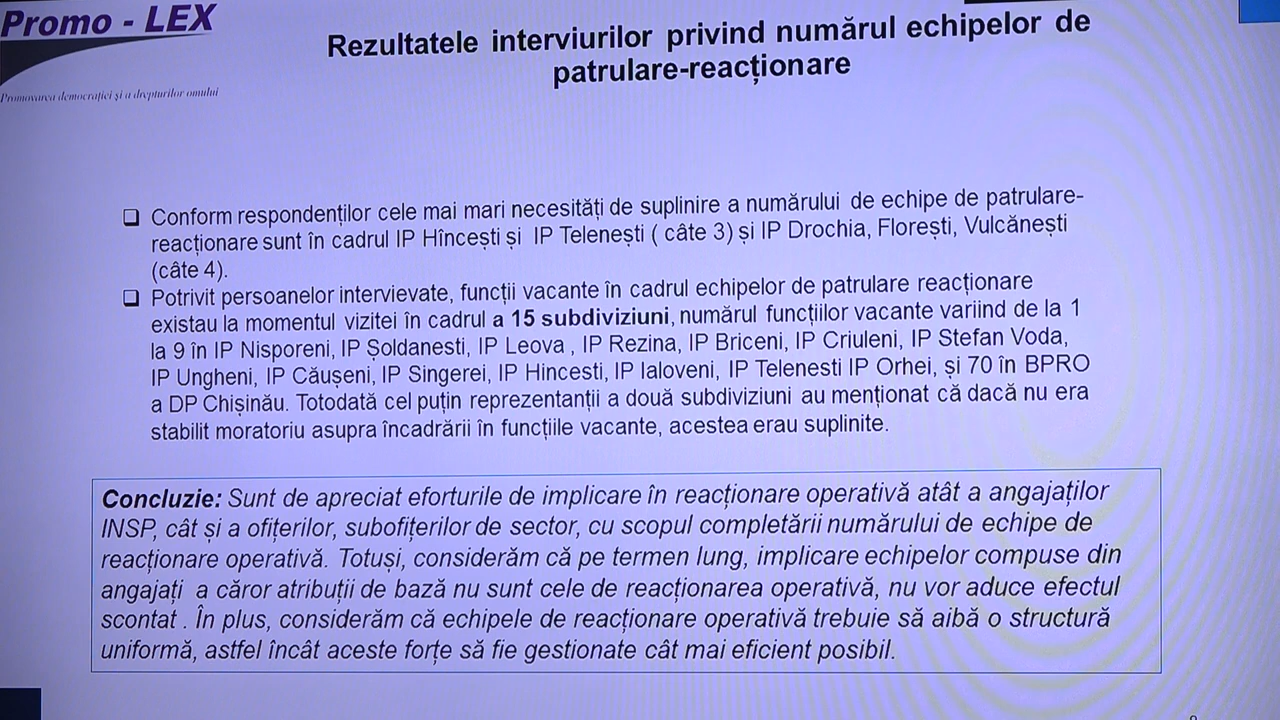 Promo - LEX
Promovarea democrației și a drepturilor omului
Rezultatele interviurilor privind numărul echipelor de
patrulare-reacționare
❑ Conform respondenților cele mai mari necesități de suplinire a numărului de echipe de patrulare-
reacționare sunt în cadrul IP Hîncești și IP Telenești ( câte 3) și IP Drochia, Florești, Vulcănești
(câte 4).
❑ Potrivit persoanelor intervievate, funcții vacante în cadrul echipelor de patrulare reacționare
existau la momentul vizitei în cadrul a 15 subdiviziuni, numărul funcțiilor vacante variind de la 1
la 9 în IP Nisporeni, IP Șoldanesti, IP Leova , IP Rezina, IP Briceni, IP Criuleni, IP Stefan Voda,
IP Ungheni, IP Căușeni, IP Singerei, IP Hincesti, IP Ialoveni, IP Telenesti IP Orhei, și 70 în BPRO
a DP Chișinău. Totodată cel puțin reprezentanții a două subdiviziuni au menționat că dacă nu era
stabilit moratoriu asupra încadrării în funcțiile vacante, acestea erau suplinite.
Concluzie: Sunt de apreciat eforturile de implicare în reacționare operativă atât a angajaților
INSP, cât și a ofițerilor, subofițerilor de sector, cu scopul completării numărului de echipe de
reacționare operativă. Totuși, considerăm că pe termen lung, implicare echipelor compuse din
angajați a căror atribuții de bază nu sunt cele de reacționarea operativă, nu vor aduce efectul
scontat . În plus, considerăm că echipele de reacționare operativă trebuie să aibă o structură
uniformă, astfel încât aceste forțe să fie gestionate cât mai eficient posibil.